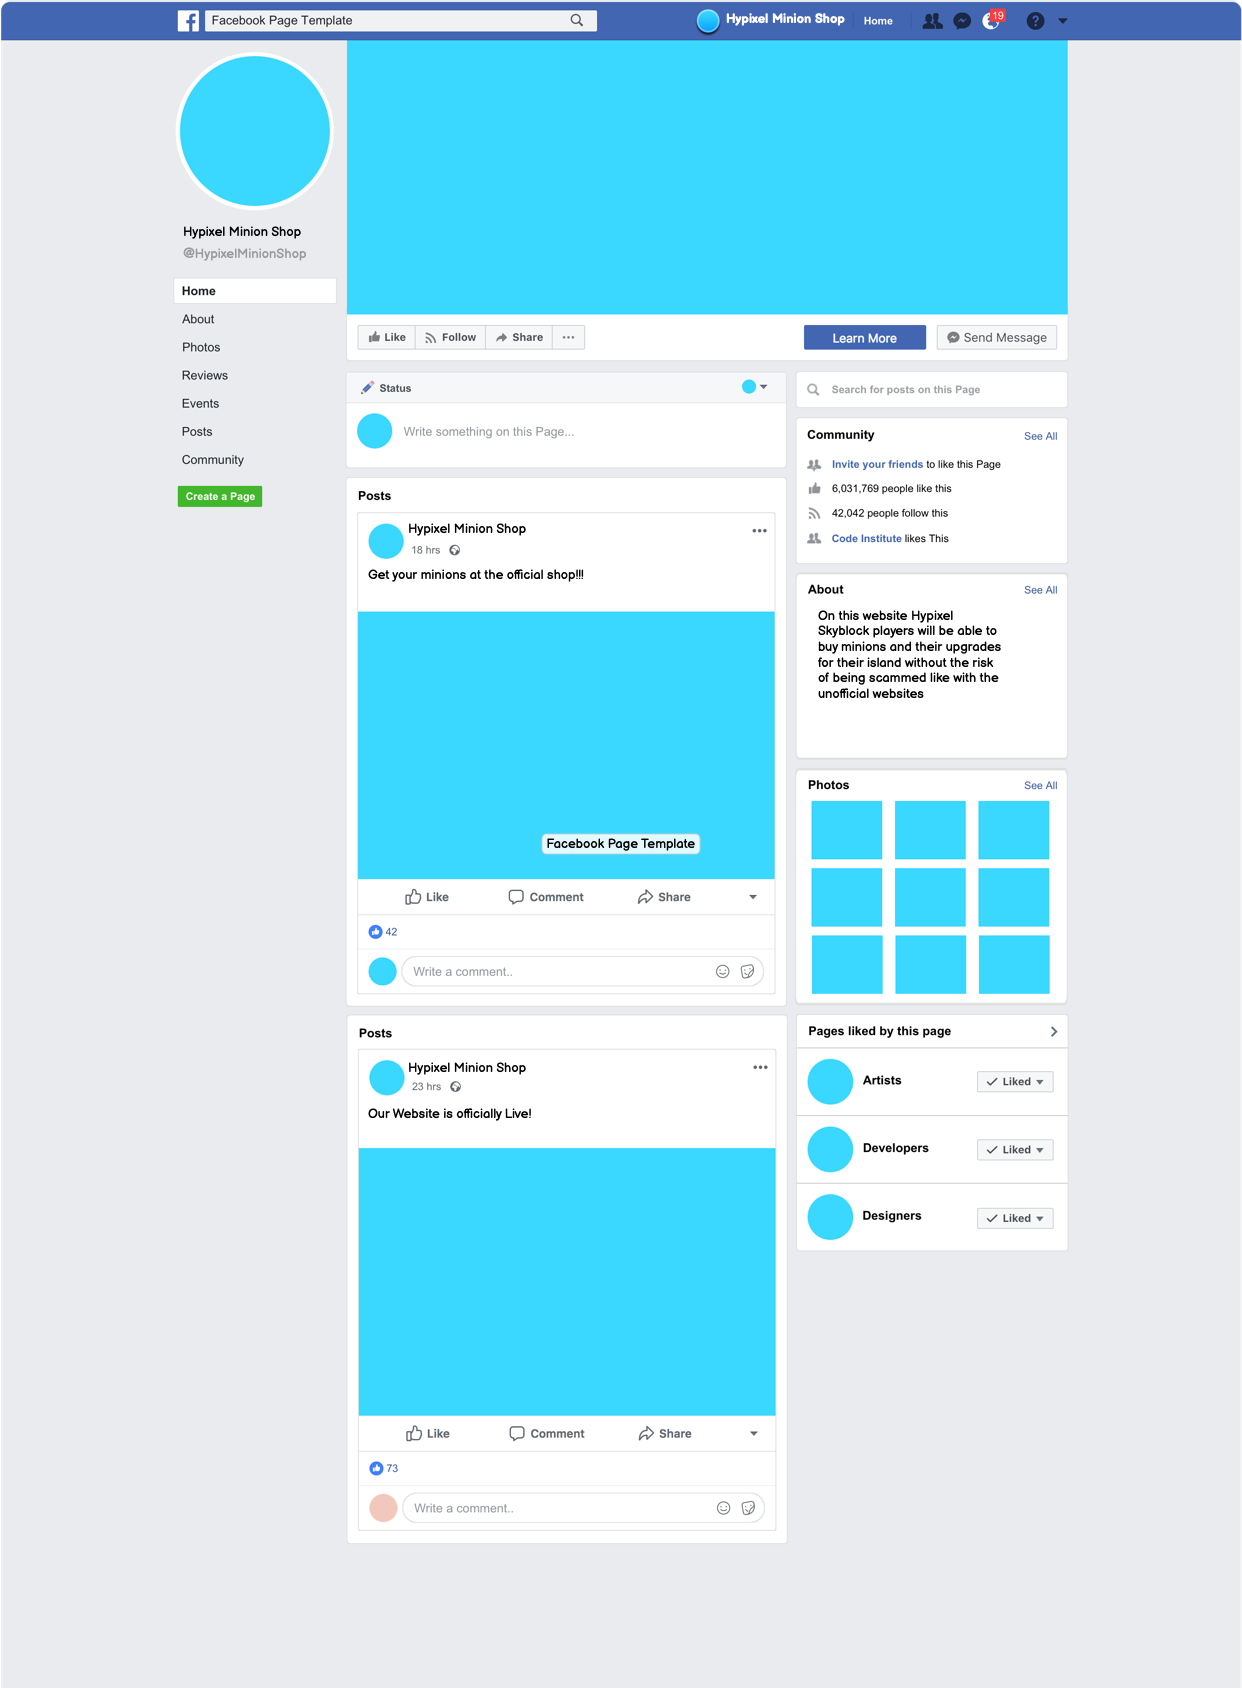 Facebook Page Template
Hypixel Minion Shop
Home
19
Hypixel Minion Shop
@HypixelMinionShop
Home
About
Photos
Reviews
Events
Posts
Community
Create a Page
Like
Follow
Share
Learn More
Send Message
Status
Write something on this Page...
Posts
Hypixel Minion Shop
18 hrs
Get your minions at the official shop!!!
Facebook Page Template
Like
Comment
Share
42
Write a comment..
Posts
Hypixel Minion Shop
23 hrs
Our Website is officially Live!
Like
Comment
Share
73
Write a comment..
Search for posts on this Page
Community
See All
Invite your friends to like this Page
6,031,769 people like this
42,042 people follow this
Code Institute likes This
About
See All
On this website Hypixel
Skyblock players will be able to
buy minions and their upgrades
for their island without the risk
of being scammed like with the
unofficial websites
Photos
See All
Pages liked by this page
Artists
Liked
Developers
Liked
Designers
Liked